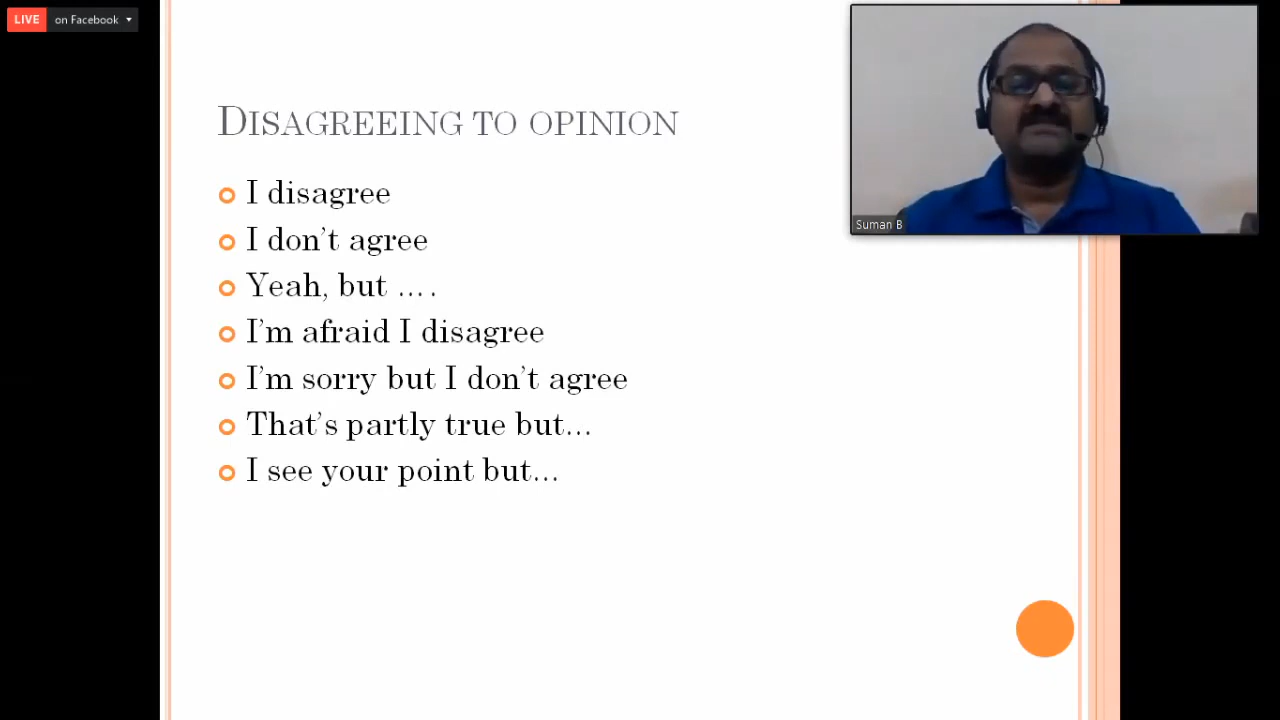 LIVE on Facebook
DISAGREEING TO OPINION
I disagree
I don't agree
Yeah, but ....
I'm afraid I disagree
I'm sorry but I don't agree
That's partly true but...
I see your point but...
Suman B